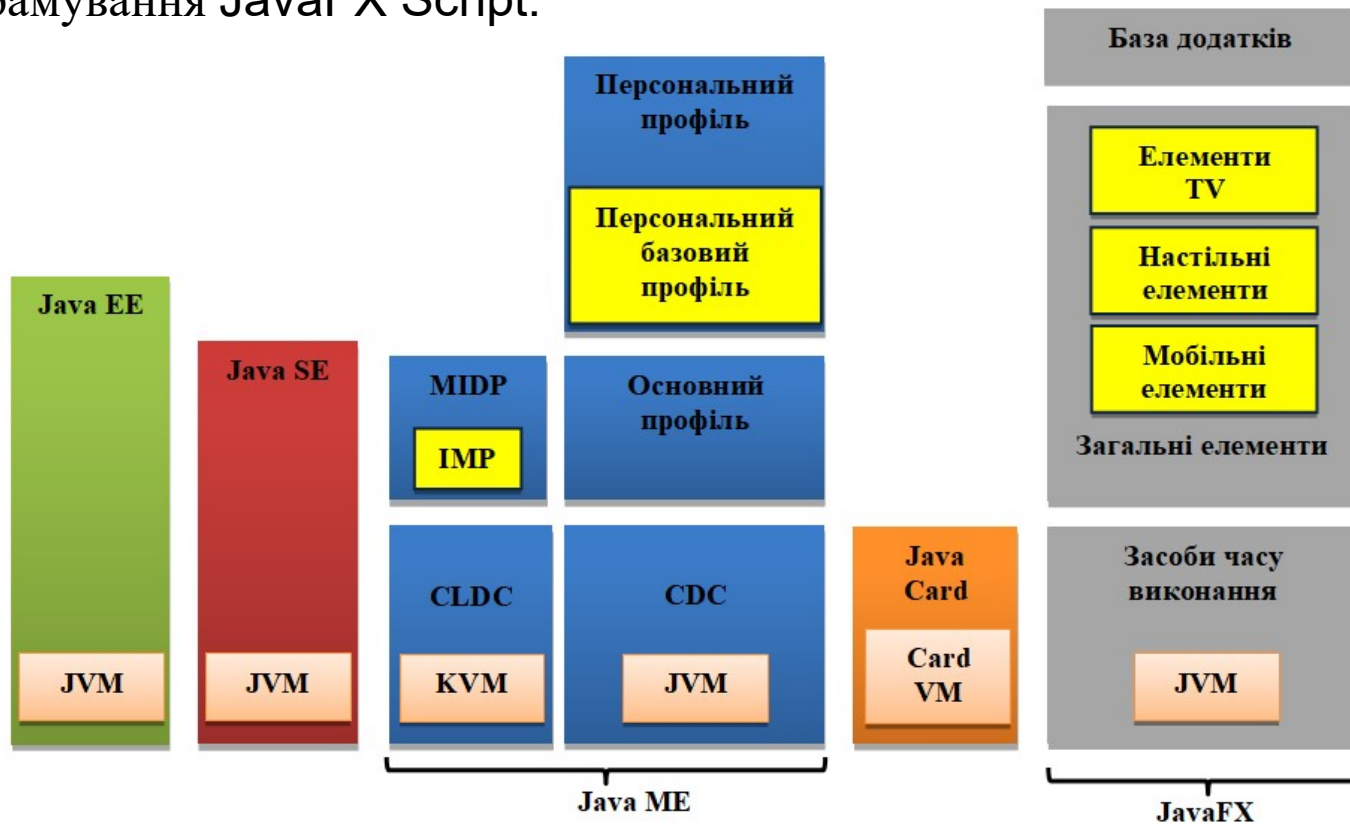 JavaFX Script.
База додатків
Персональний
профіль
Елементи
TV
Персональний
базовий
профіль
Настільні
елементи
Java EE
Java SE
MIDP
IMP
Основний
профіль
Мобільні
елементи
Загальні елементи
CLDC
CDC
Java
Card
Засоби часу
виконання
JVM
JVM
KVM
JVM
Card
VM
JVM
Java ME
JavaFX